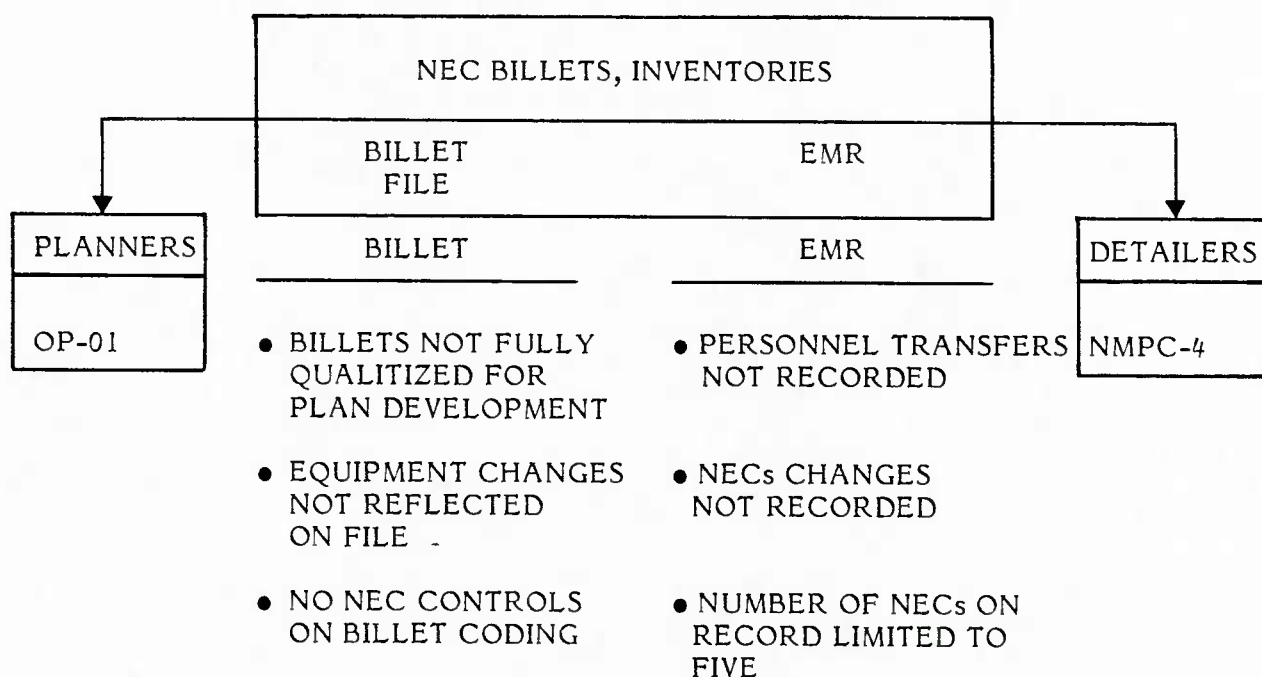 NEC BILLETS, INVENTORIES
BILLET
FILE
EMR
PLANNERS
OP-01
BILLET
EMR
DETAILERS
NMPC-4
● BILLETS NOT FULLY
QUALITIZED FOR
PLAN DEVELOPMENT
● EQUIPMENT CHANGES
NOT REFLECTED
ON FILE
● NO NEC CONTROLS
ON BILLET CODING
● PERSONNEL TRANSFERS
NOT RECORDED
● NECs CHANGES
NOT RECORDED
● NUMBER OF NECs ON
RECORD LIMITED TO
FIVE